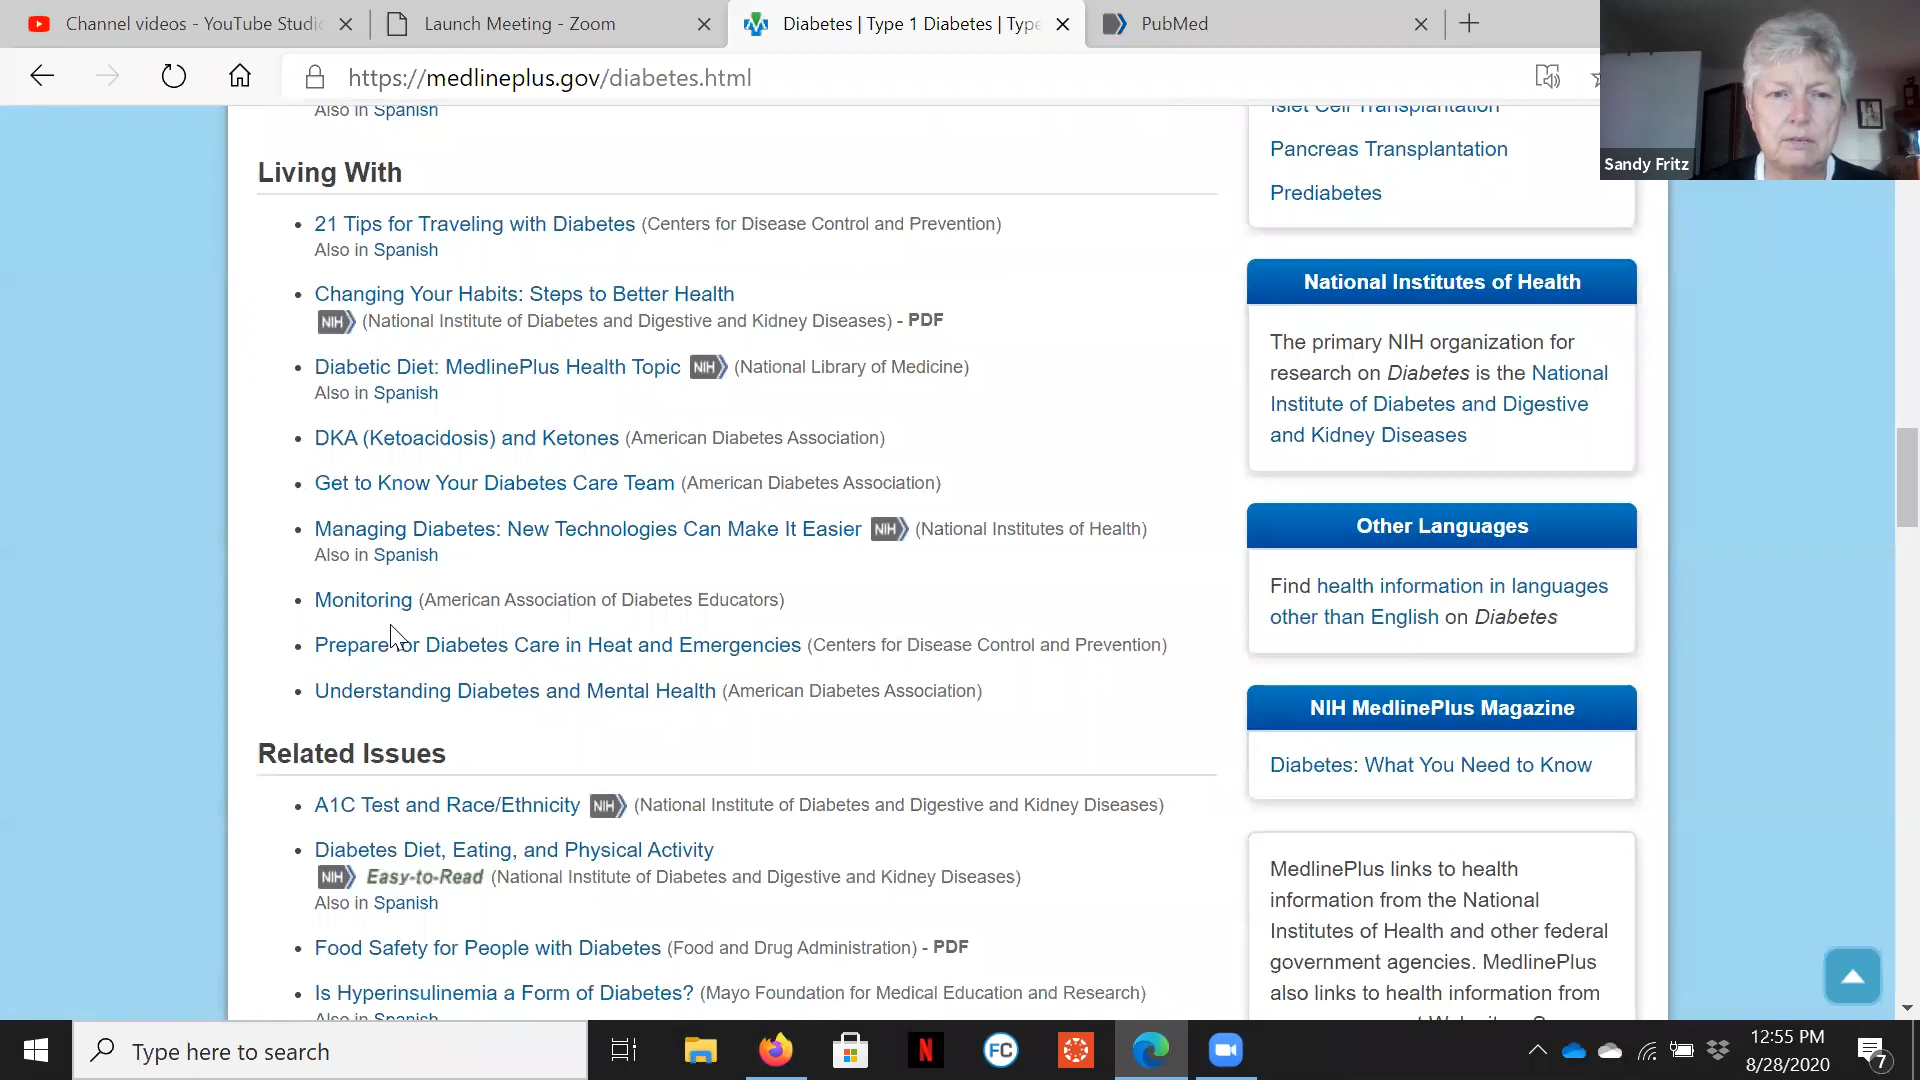 Channel videos - YouTube Studio
Launch Meeting - Zoom
Diabetes | Type 1 Diabetes | Type
PubMed
https://medlineplus.gov/diabetes.html
Sandy Fritz
Also in Spanish
Living With
21 Tips for Traveling with Diabetes (Centers for Disease Control and Prevention)
Also in Spanish
Changing Your Habits: Steps to Better Health
NIH (National Institute of Diabetes and Digestive and Kidney Diseases) - PDF
Diabetic Diet: MedlinePlus Health Topic NIH (National Library of Medicine)
Also in Spanish
DKA (Ketoacidosis) and Ketones (American Diabetes Association)
Get to Know Your Diabetes Care Team (American Diabetes Association)
Managing Diabetes: New Technologies Can Make It Easier NIH (National Institutes of Health)
Also in Spanish
Monitoring (American Association of Diabetes Educators)
Prepare for Diabetes Care in Heat and Emergencies (Centers for Disease Control and Prevention)
Understanding Diabetes and Mental Health (American Diabetes Association)
Related Issues
A1C Test and Race/Ethnicity NIH (National Institute of Diabetes and Digestive and Kidney Diseases)
Diabetes Diet, Eating, and Physical Activity
NIH Easy-to-Read (National Institute of Diabetes and Digestive and Kidney Diseases)
Also in Spanish
Food Safety for People with Diabetes (Food and Drug Administration) - PDF
Is Hyperinsulinemia a Form of Diabetes? (Mayo Foundation for Medical Education and Research)
Also in Spanish
Islet Cell Transplantation
Pancreas Transplantation
Prediabetes
National Institutes of Health
The primary NIH organization for
research on Diabetes is the National
Institute of Diabetes and Digestive
and Kidney Diseases
Other Languages
Find health information in languages
other than English on Diabetes
NIH MedlinePlus Magazine
Diabetes: What You Need to Know
MedlinePlus links to health
information from the National
Institutes of Health and other federal
government agencies. MedlinePlus
also links to health information from
Type here to search
N
FC
12:55 PM
8/28/2020
7